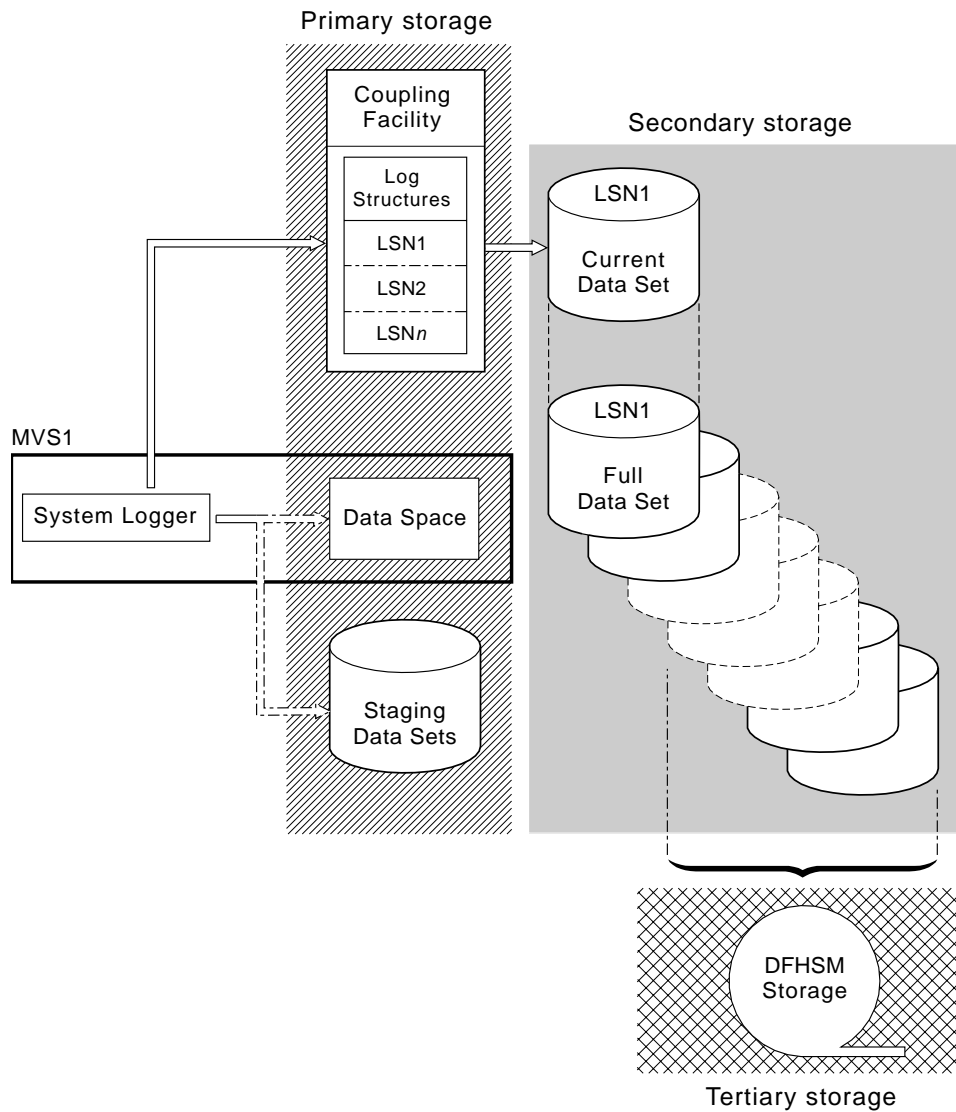 Primary storage
Coupling
Facility
Log
Structures
LSN1
LSN2
LSNn
Secondary storage
LSN1
Current
Data Set
LSN1
Full
Data Set
MVS1
System Logger
Data Space
Staging
Data Sets
DFHSM
Storage
Tertiary storage